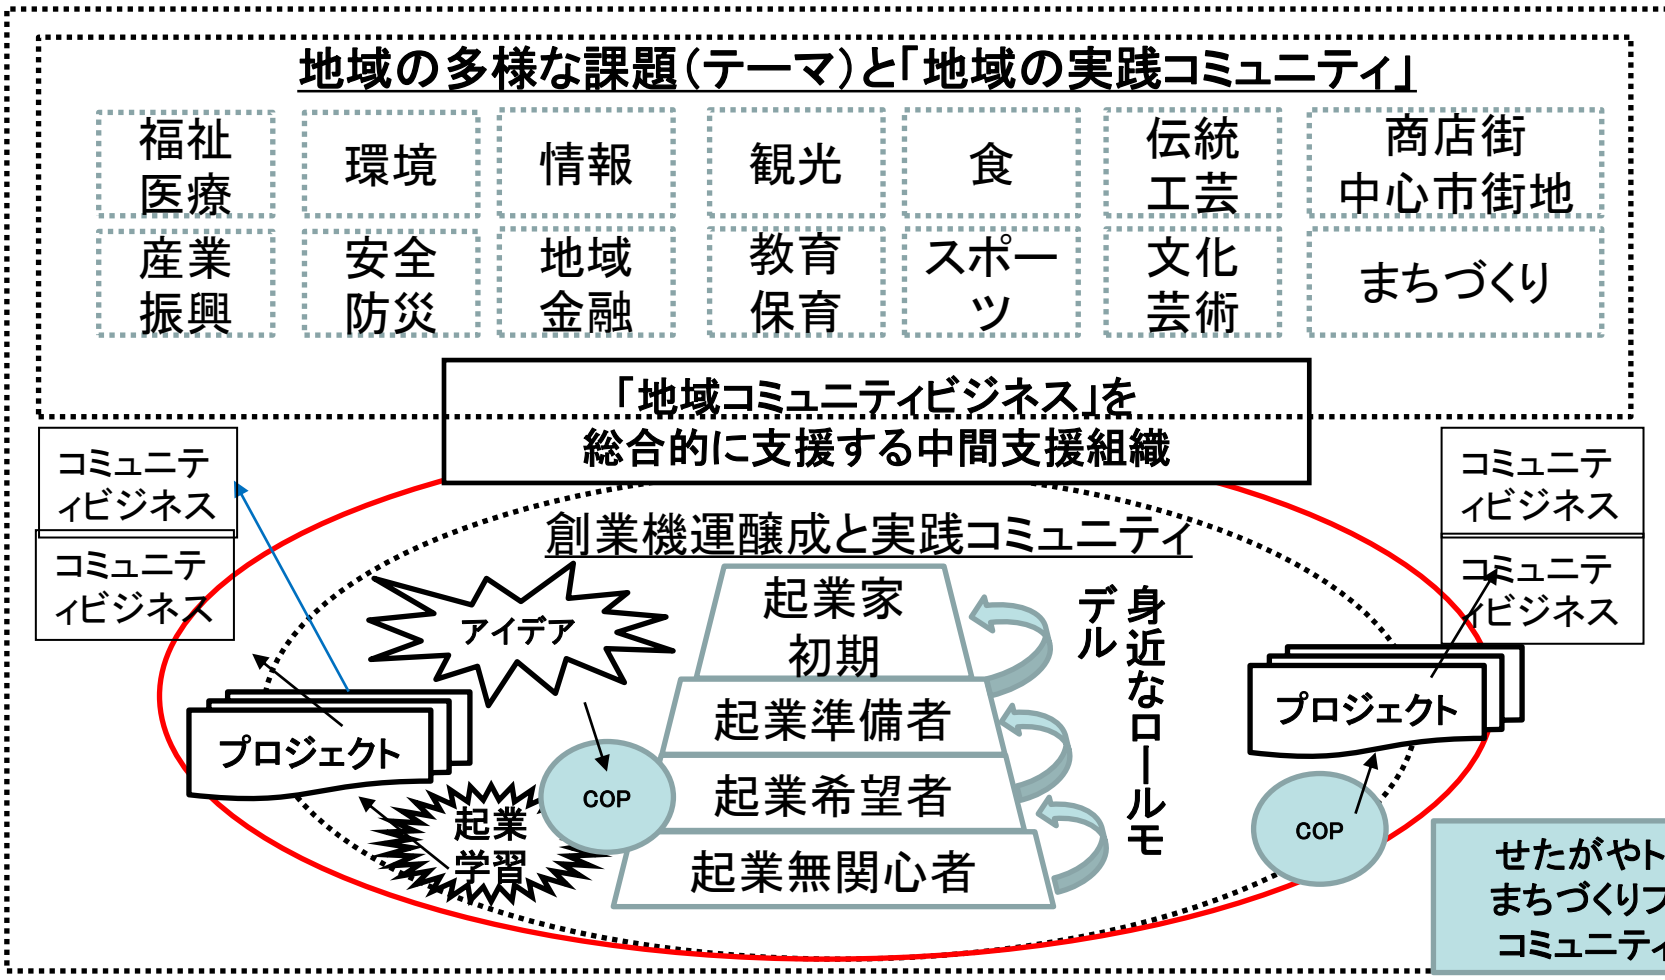 地域の多様な課題(テーマ)と「地域の実践コミュニティ」
福祉
医療
環境
情報
観光
食
伝統
工芸
商店街
中心市街地
産業
振興
安全
防災
地域
金融
教育
保育
スポー
ツ
文化
芸術
まちづくり
「地域コミュニティビジネス」を
総合的に支援する中間支援組織
コミュニテ
ィビジネス
コミュニテ
ィビジネス
コミュニテ
ィビジネス
コミュニテ
ィビジネス
創業機運醸成と実践コミュニティ
アイデア
起業家
初期
起業準備者
起業希望者
起業無関心者
身近なロールモ
デル
プロジェクト
プロジェクト
起業
学習
COP
COP
せたがやト
まちづくりフ
コミュニティ